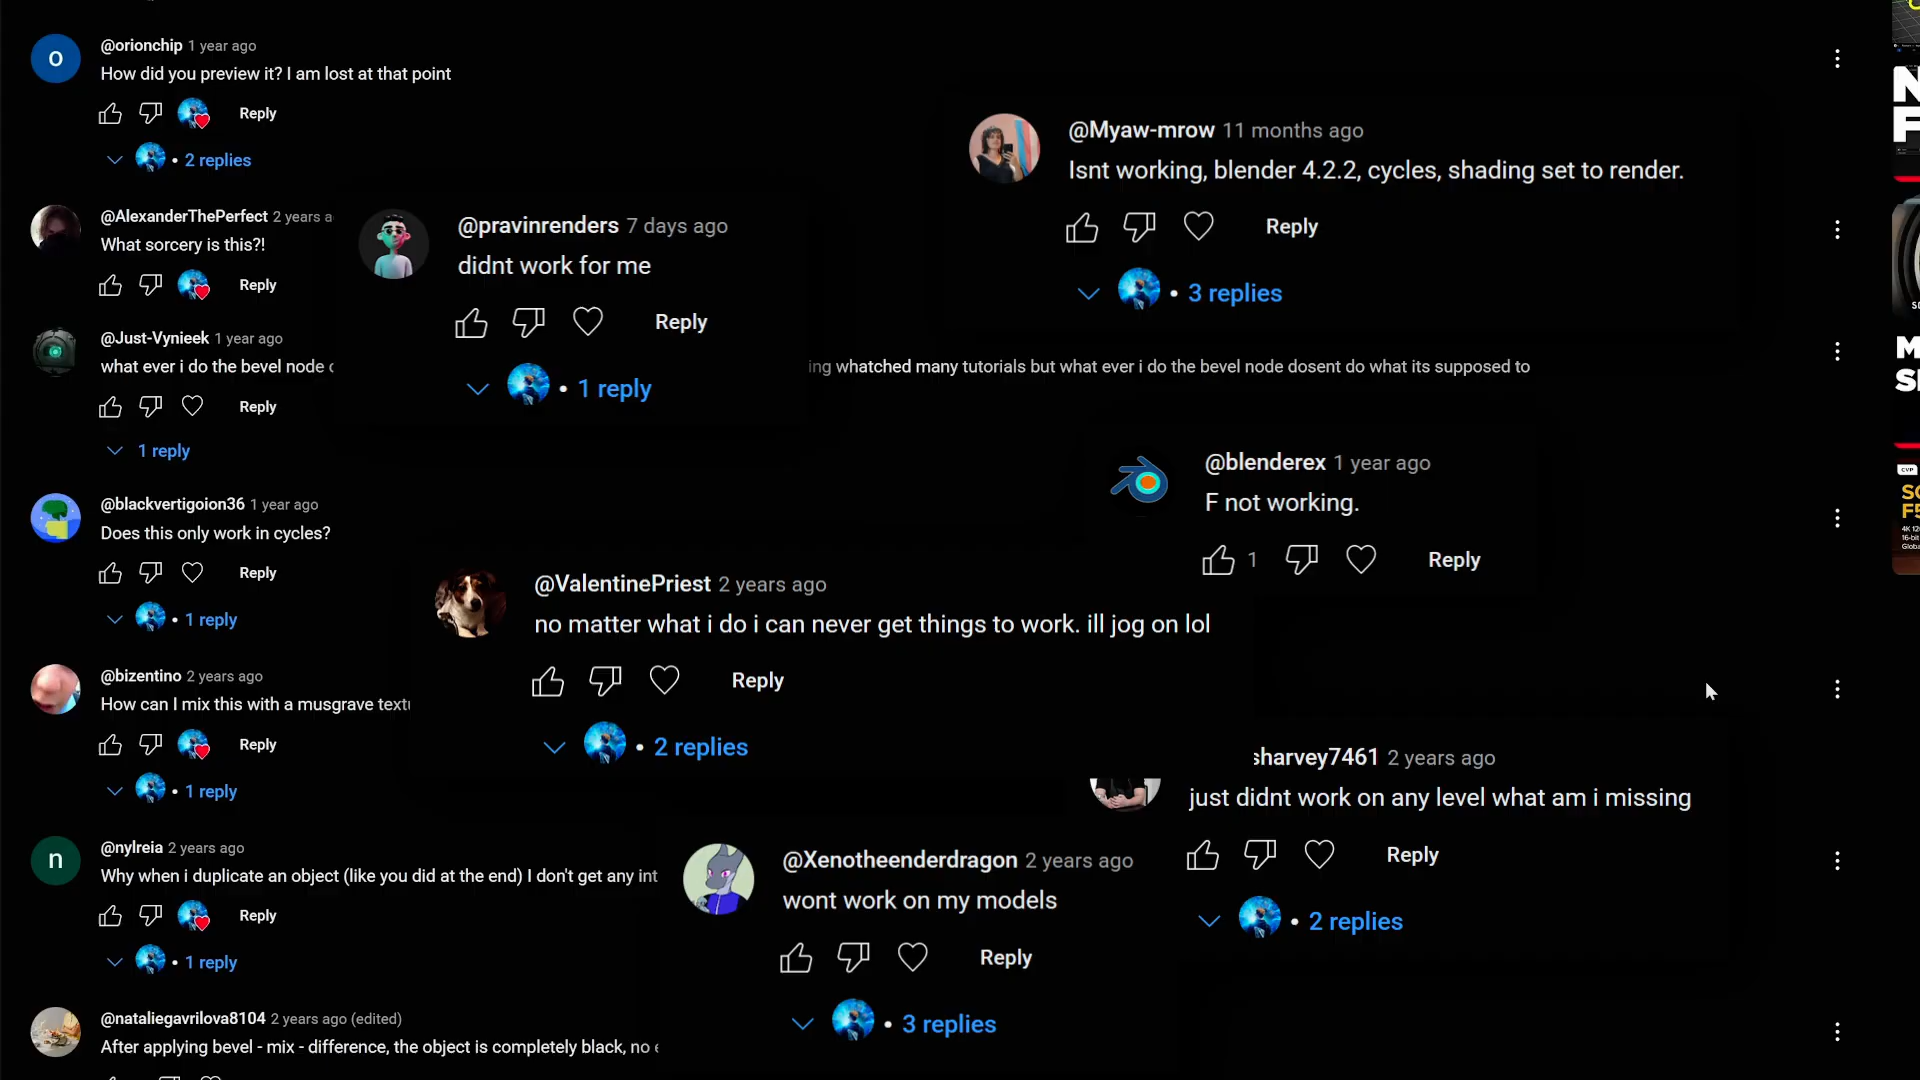 @orionchip 1 year ago
How did you preview it? I am lost at that point
Reply
• 2 replies
@AlexanderThePerfect 2 years a
What sorcery is this?!
Reply
@Just-Vynieek 1 year ago
what ever i do the bevel node
Reply
1 reply
@blackvertigoion36 1 year ago
Does this only work in cycles?
Reply
• 1 reply
@bizentino 2 years ago
How can I mix this with a musgrave textu
Reply
• 1 reply
@nylreia 2 years ago
Why when i duplicate an object (like you did at the end) I don't get any int
Reply
• 1 reply
@nataliegavrilova8104 2 years ago (edited)
After applying bevel - mix - difference, the object is completely black, no
@pravinrenders 7 days ago
didnt work for me
Reply
• 1 reply
@Myaw-mrow 11 months ago
Isnt working, blender 4.2.2, cycles, shading set to render.
Reply
• 3 replies
ing whatched many tutorials but what ever i do the bevel node dosent do what its supposed to
@blenderex 1 year ago
F not working.
1 Reply
@ValentinePriest 2 years ago
no matter what i do i can never get things to work. ill jog on lol
Reply
• 2 replies
sharvey7461 2 years ago
just didnt work on any level what am i missing
Reply
• 2 replies
@Xenotheenderdragon 2 years ago
wont work on my models
Reply
• 3 replies
O
n
N
F
M
CVP
4K 12
16-bit
Globa